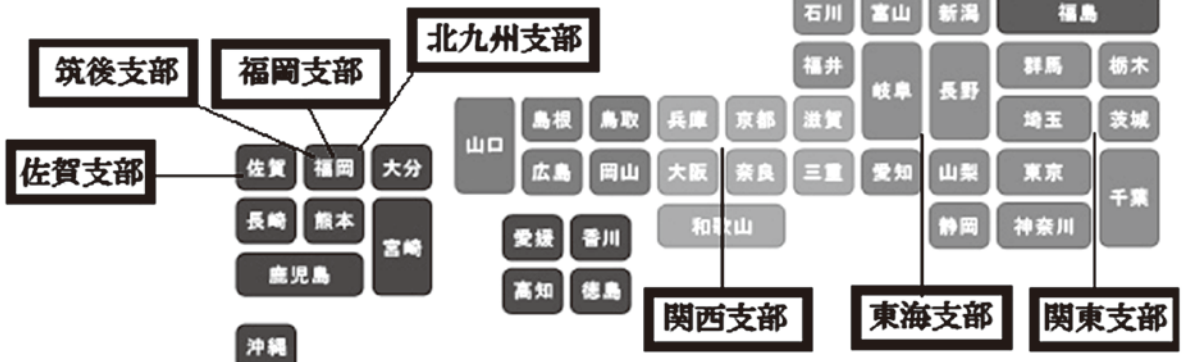 石川 富山 新潟 福島
北九州支部
筑後支部 福岡支部
福井 岐阜 長野 群馬 栃木
山口 島根 鳥取 兵庫 京都 滋賀 埼玉 茨城
佐賀支部 佐賀 福岡 大分 広島 岡山 大阪 奈良 三重 愛知 山梨 東京 千葉
長崎 熊本 宮崎 愛媛 香川 和歌山 静岡 神奈川
鹿児島 高知 徳島
関西支部 東海支部 関東支部
沖縄